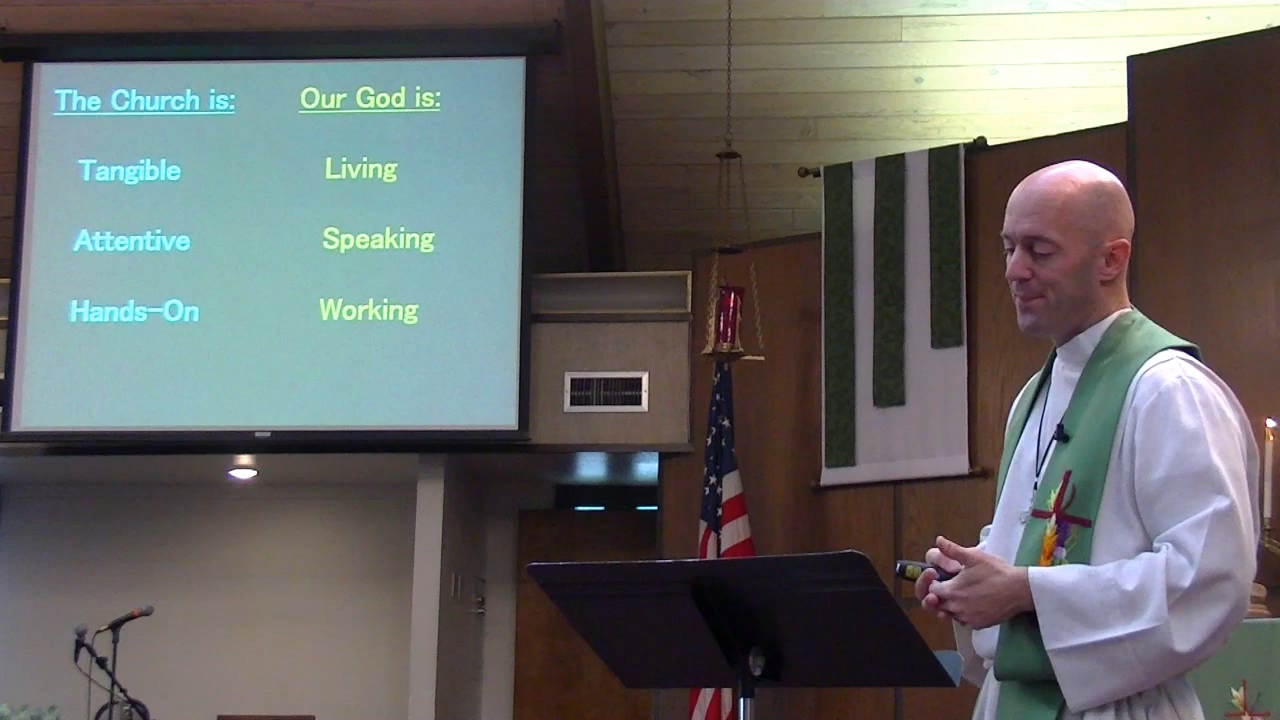 The Church is: Our God is:
Tangible Living
Attentive Speaking
Hands-On Working